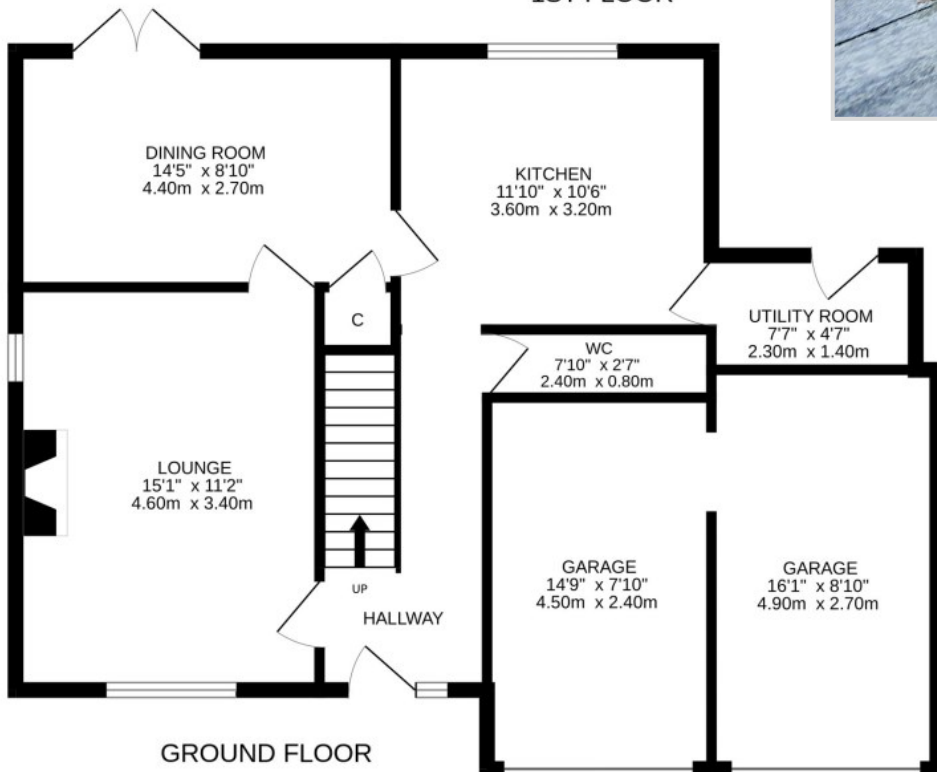 1ST FLOOR
DINING ROOM
14'5" x 8'10"
4.40m x 2.70m
KITCHEN
11'10" x 10'6"
3.60m x 3.20m
UTILITY ROOM
7'7" x 4'7"
2.30m x 1.40m
C
WC
7'10" x 2'7"
2.40m x 0.80m
LOUNGE
15'1" x 11'2"
4.60m x 3.40m
GARAGE
14'9" x 7'10"
4.50m x 2.40m
GARAGE
16'1" x 8'10"
4.90m x 2.70m
UP
HALLWAY
GROUND FLOOR